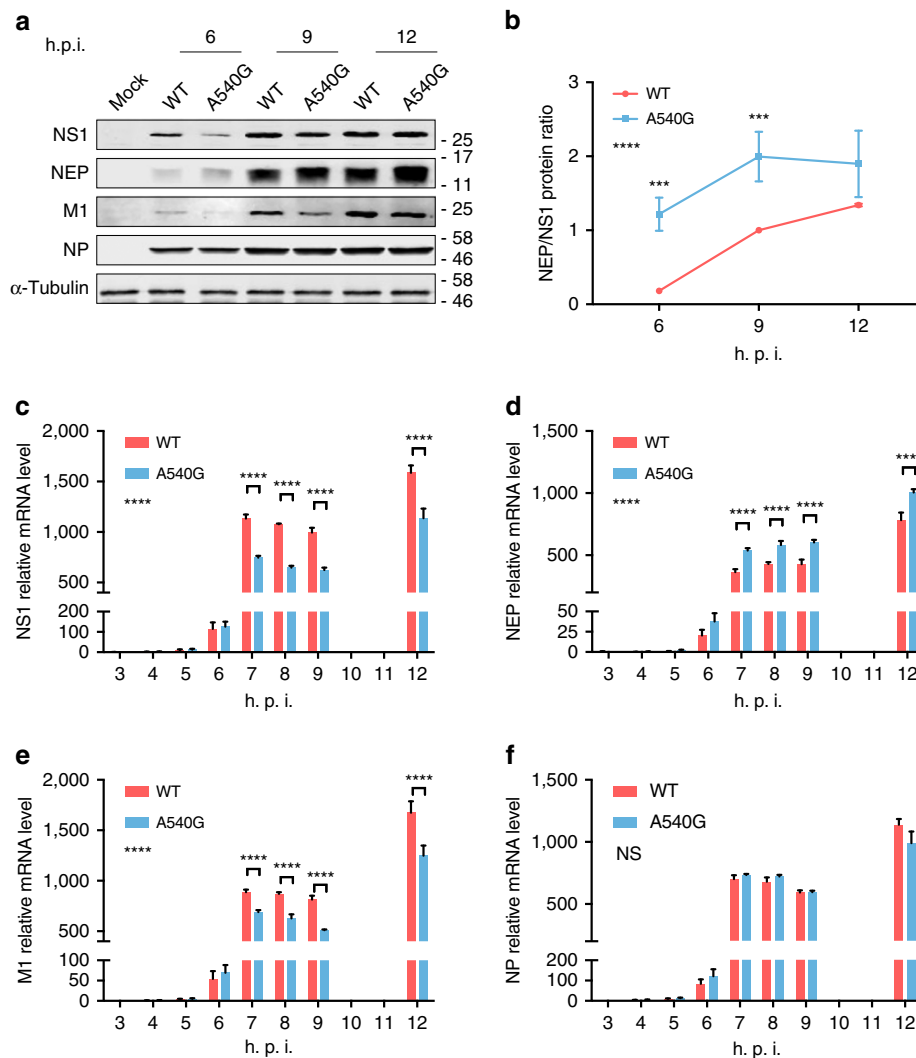 a
h.p.i.
6
9
12
Mock
WT
A540G
WT
A540G
WT
A540G
NS1
- 25
NEP
- 17
- 11
M1
- 25
NP
- 58
- 46
α-Tubulin
- 58
- 46
b
NEP/NS1 protein ratio
3
2
1
0
WT
A540G
****
***
***
6
9
12
h. p. i.
c
NS1 relative mRNA level
2,000
1,500
1,000
500
200
100
0
WT
A540G
****
****
****
****
****
3 4 5 6 7 8 9 10 11 12
h. p. i.
d
NEP relative mRNA level
1,500
1,000
500
50
25
0
WT
A540G
****
****
****
****
3 4 5 6 7 8 9 10 11 12
h. p. i.
e
M1 relative mRNA level
2,000
1,500
1,000
500
100
50
0
WT
A540G
****
****
****
****
****
3 4 5 6 7 8 9 10 11 12
h. p. i.
f
NP relative mRNA level
1,500
1,000
500
200
100
0
WT
A540G
NS
3 4 5 6 7 8 9 10 11 12
h. p. i.